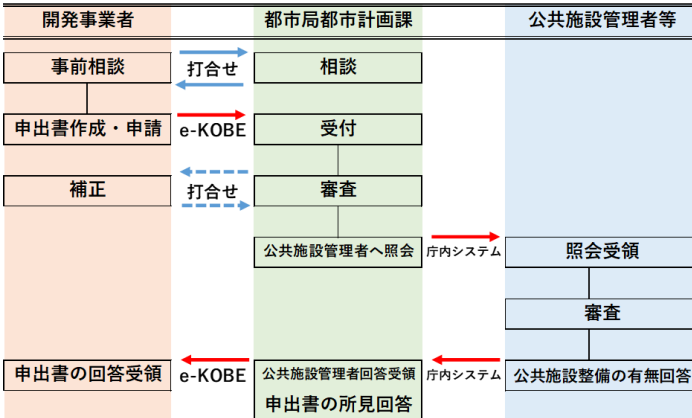 開発事業者 都市局都市計画課 公共施設管理者等
事前相談 打合せ 相談
申出書作成・申請 e-KOBE 受付
補正 打合せ 審査
公共施設管理者へ照会 庁内システム 照会受領
審査
申出書の回答受領 e-KOBE 公共施設管理者回答受領 庁内システム 公共施設整備の有無回答
申出書の所見回答